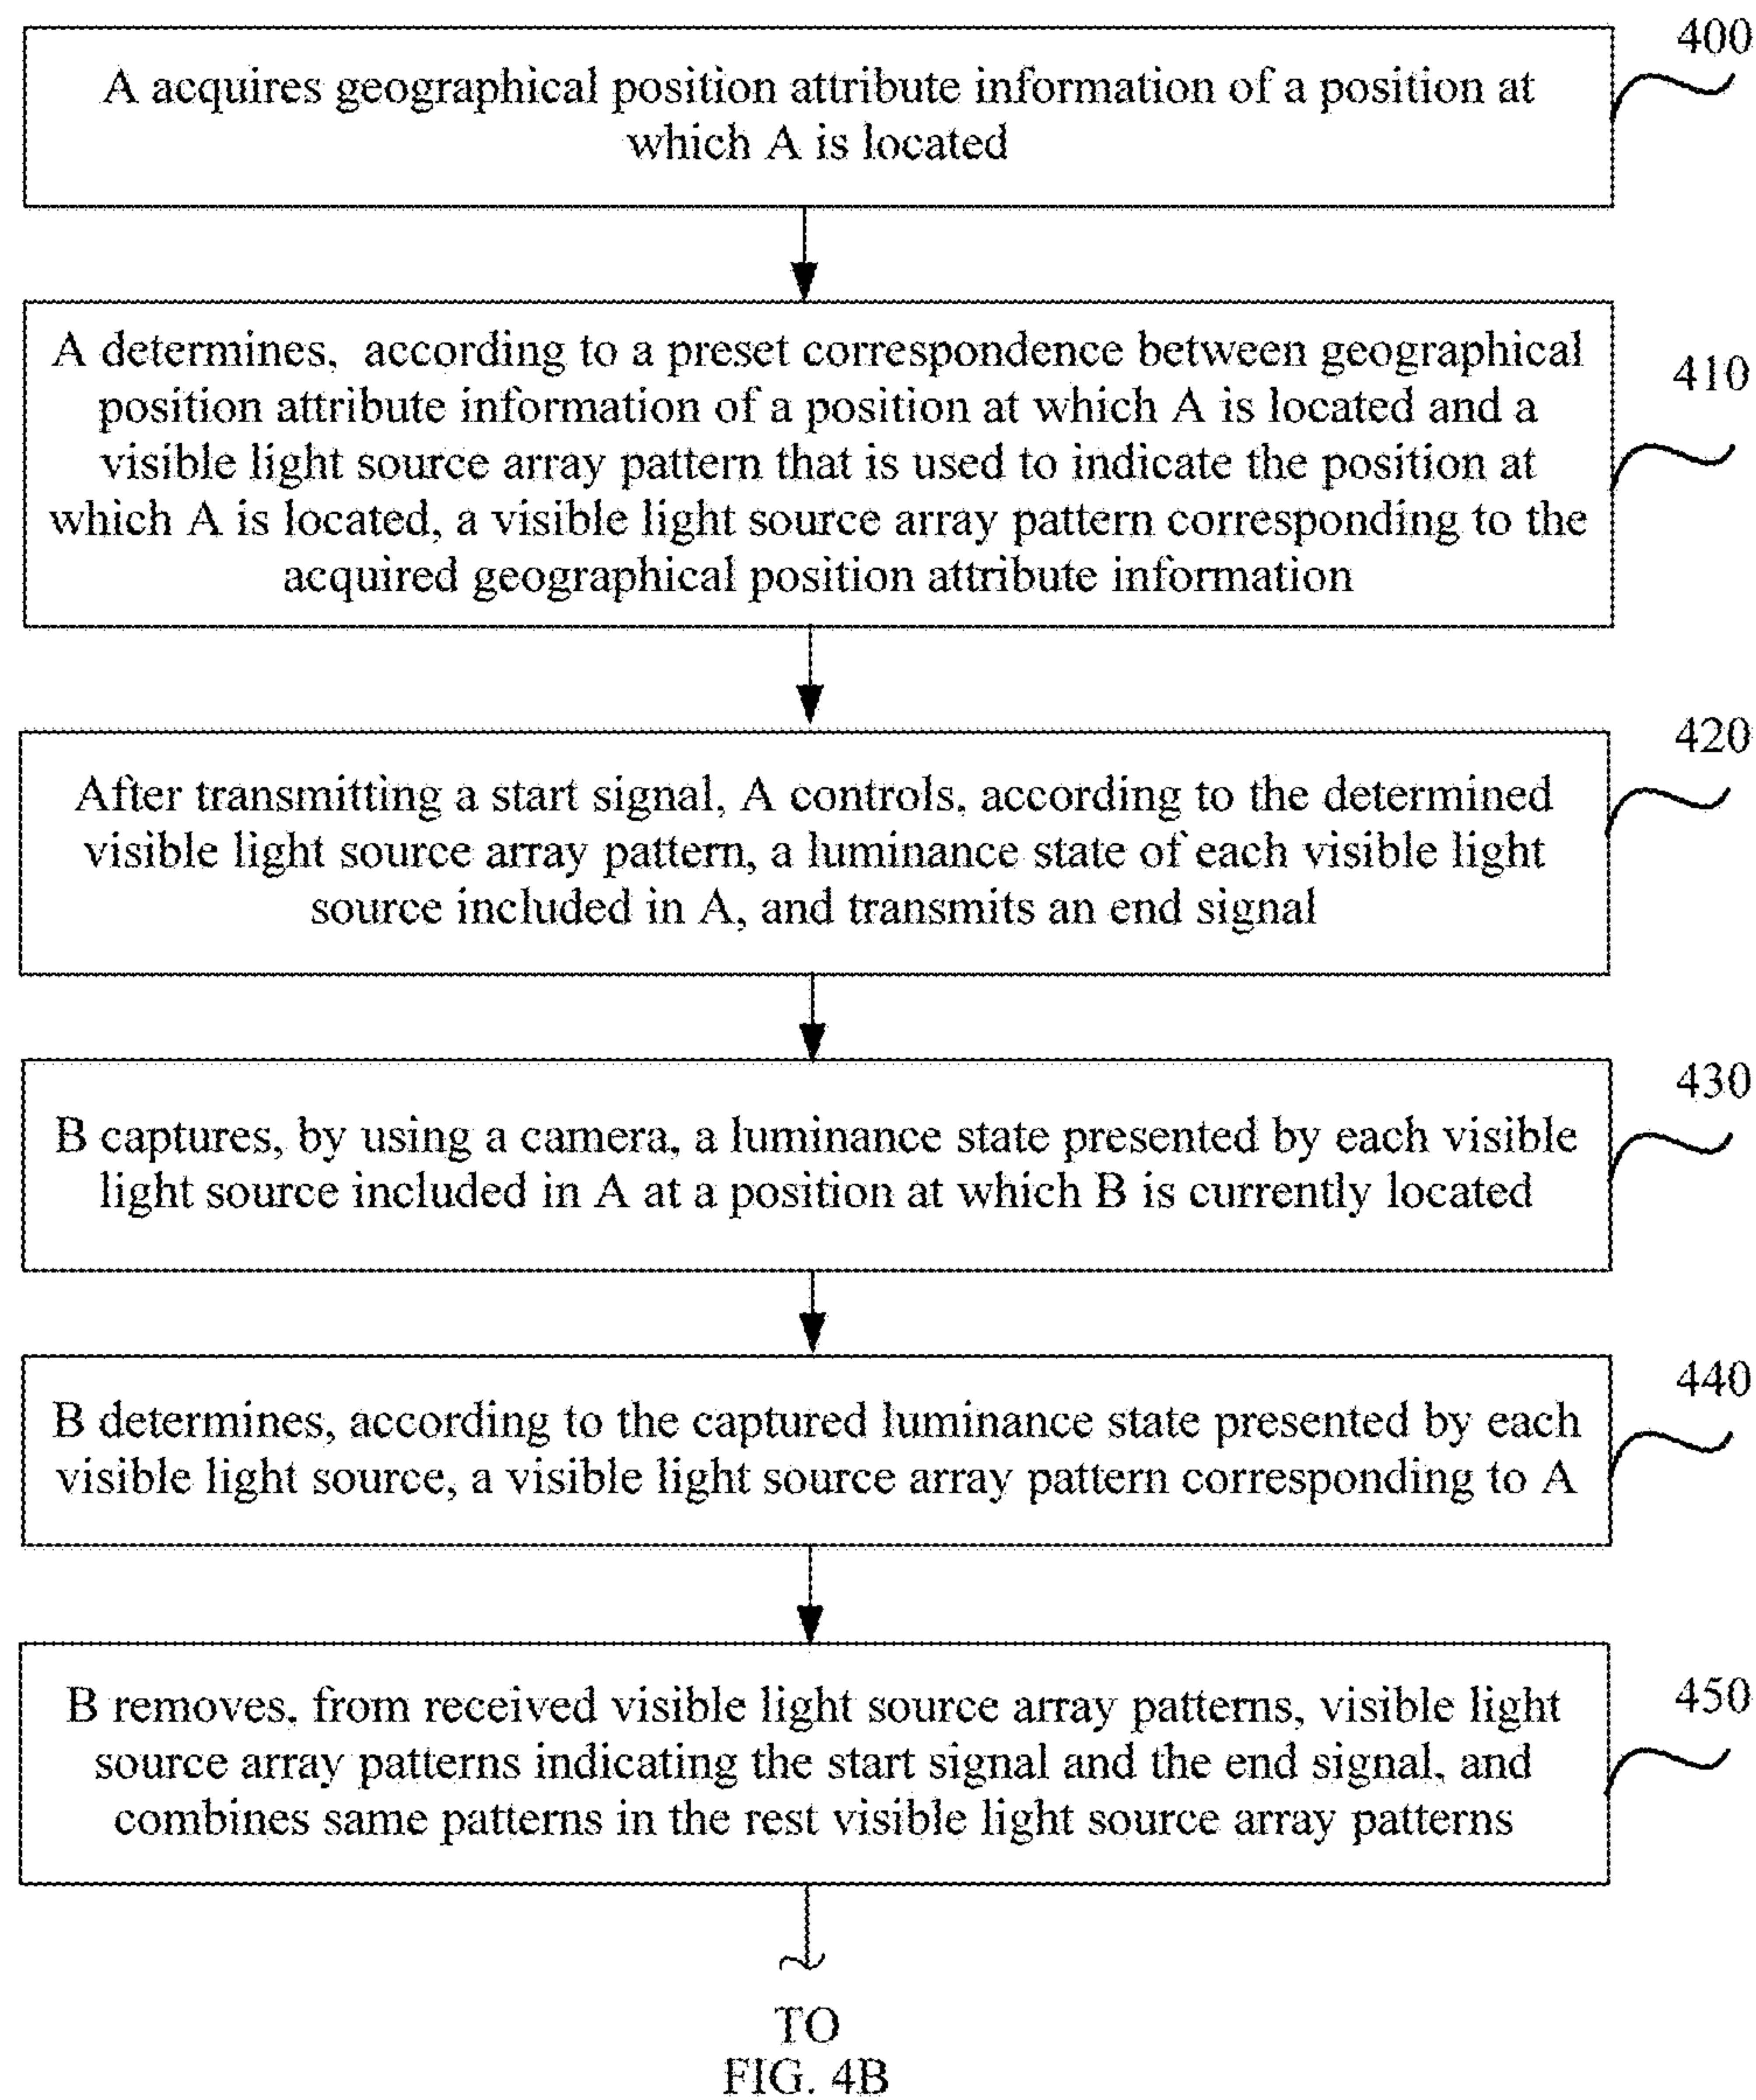 400
A acquires geographical position attribute information of a position at
which A is located
A determines, according to a preset correspondence between geographical
410
position attribute information of a position at which A is located and a
visible light source array pattern that is used to indicate the position at
which A is located, a visible light source array pattern corresponding to the
acquired geographical position attribute information
420
After transmitting a start signal, A controls, according to the determined
visible light source array pattern, a luminance state of each visible light
source included in A, and transmits an end signal
430
B captures, by using a camera, a luminance state presented by each visible
light source included in A at a position at which B is currently located
440
B determines, according to the captured luminance state presented by each
visible light source, a visible light source array pattern corresponding to A
450
B removes, from received visible light source array patterns, visible light
source array patterns indicating the start signal and the end signal, and
combines same patterns in the rest visible light source array patterns
TO
FIG. 4B